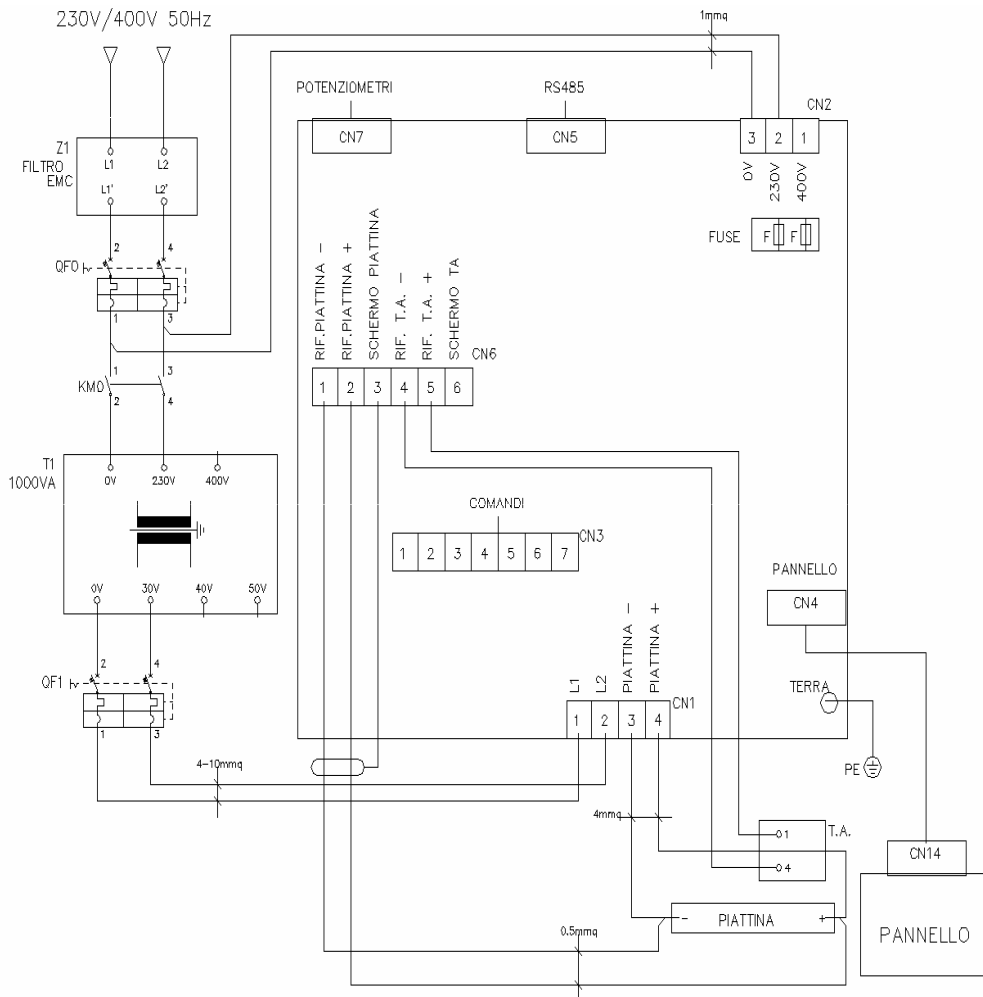 230V/400V 50Hz
1mmq
POTENZIOMETRI
RS485
CN2
CN7
CN5
3 2 1
0V
230V
400V
Z1
FILTRO
EMC
L1 L2
L1' L2'
FUSE F F
2 4
QF0
1 3
RIF.PIATTINA -
RIF.PIATTINA +
SCHERMO PIATTINA
RIF. T.A. -
RIF. T.A. +
SCHERMO TA
CN6
1 2 3 4 5 6
1 3
KM0
2 4
T1
1000VA
0V 230V 400V
COMANDI
CN3
1 2 3 4 5 6 7
0V 30V 40V 50V
PANNELLO
CN4
2 4
QF1
1 3
L1
L2
PIATTINA -
PIATTINA +
CN1
1 2 3 4
TERRA
PE
4-10mmq
4mmq
1
T.A.
4
CN14
- PIATTINA +
0.5mmq
PANNELLO